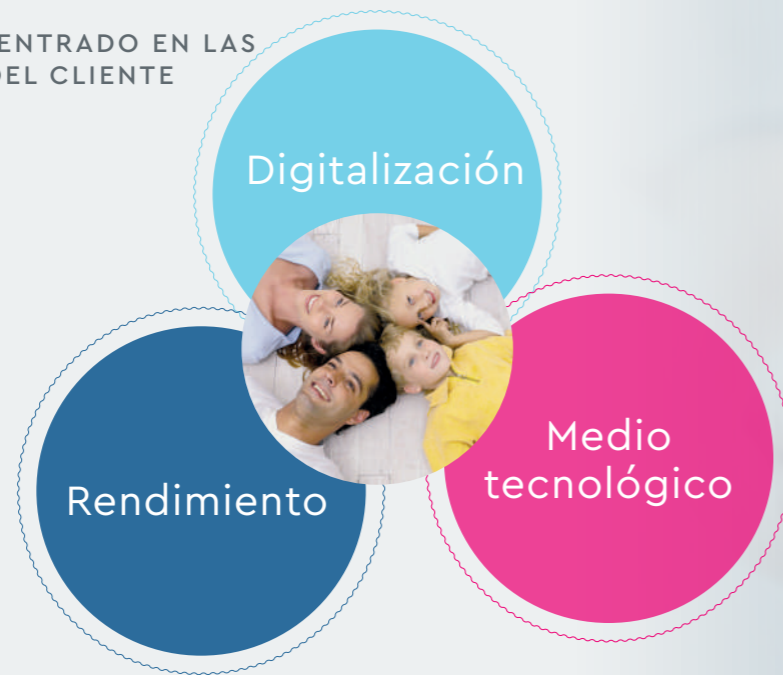 ENTRADO EN LAS
DEL CLIENTE
Digitalización
Medio
tecnológico
Rendimiento